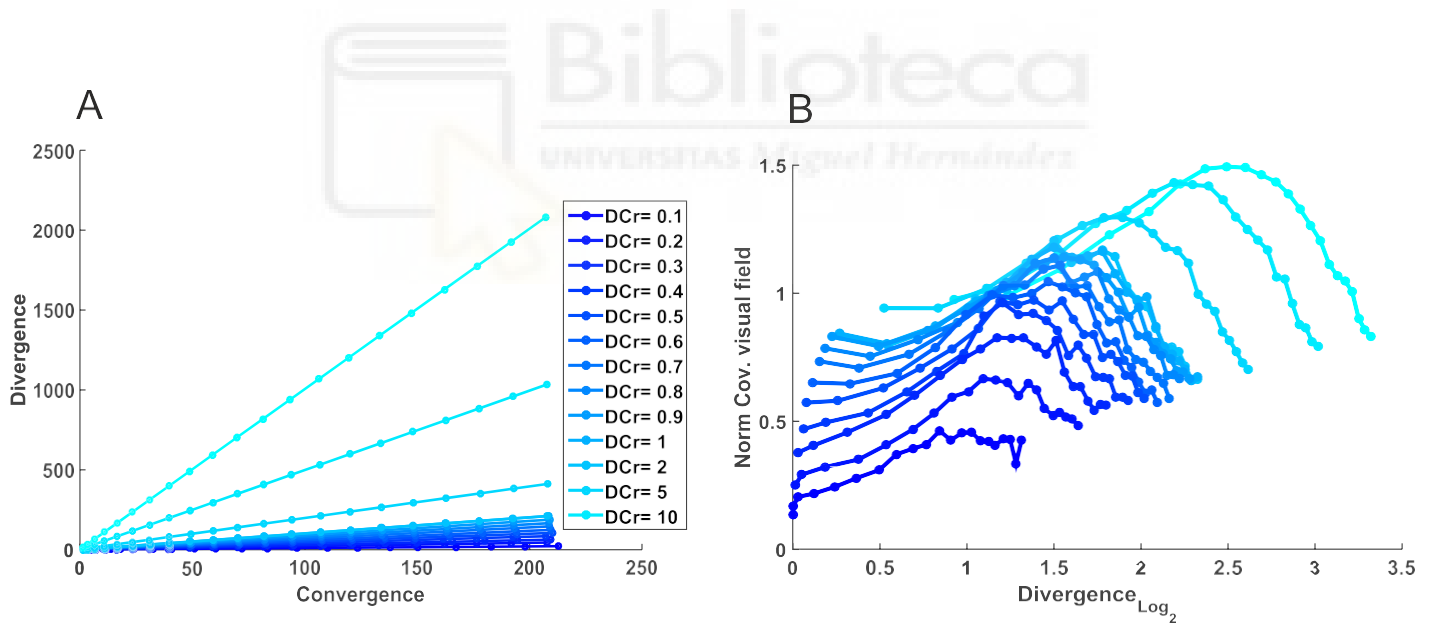 Biblioteca
UNIVERSITAS Miguel Hernández
A
2500
2000
1500
1000
500
0
Divergence
0 50 100 150 200 250
Convergence
DCr= 0.1
DCr= 0.2
DCr= 0.3
DCr= 0.4
DCr= 0.5
DCr= 0.6
DCr= 0.7
DCr= 0.8
DCr= 0.9
DCr= 1
DCr= 2
DCr= 5
DCr= 10
B
1.5
1
0.5
0
Norm Cov. visual field
0 0.5 1 1.5 2 2.5 3 3.5
Divergence Log2